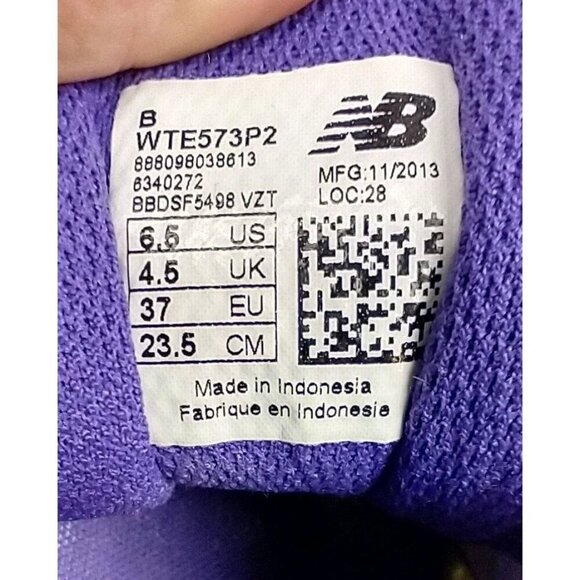 B
WTE573P2
888098038613
6340272
BBDSF5498 VZT
NB
MFG:11/2013
LOC:28
6.5 US
4.5 UK
37 EU
23.5 CM
Made in Indonesia
Fabrique en Indonesie